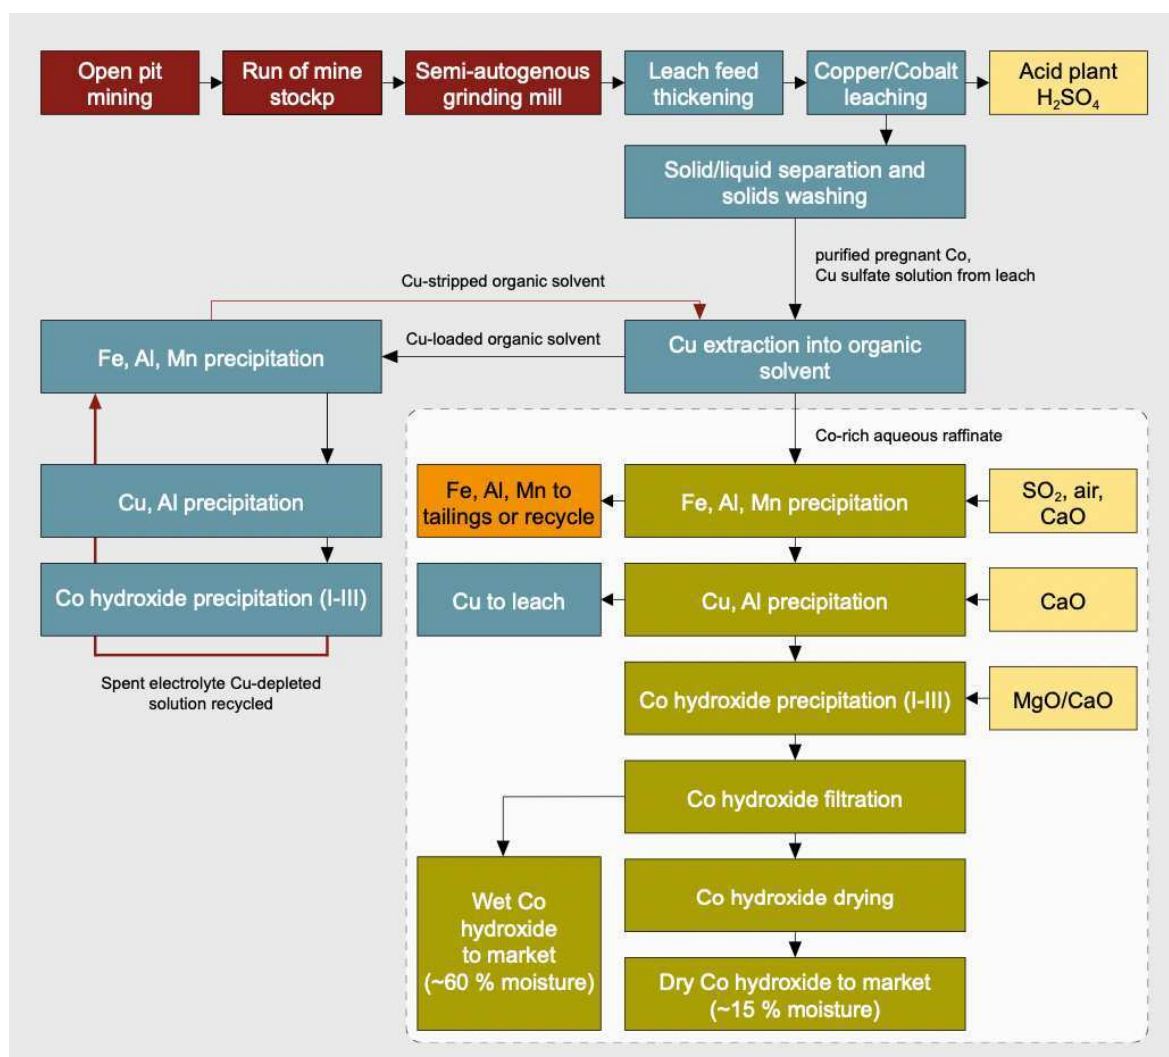 Open pit
mining
Run of mine
stockp
Semi-autogenous
grinding mill
Leach feed
thickening
Copper/Cobalt
leaching
Acid plant
H₂SO₄
Solid/liquid separation and
solids washing
purified pregnant Co,
Cu sulfate solution from leach
Cu-stripped organic solvent
Cu-loaded organic solvent
Fe, Al, Mn precipitation
Cu extraction into organic
solvent
Co-rich aqueous raffinate
Cu, Al precipitation
Co hydroxide precipitation (I-III)
Spent electrolyte Cu-depleted
solution recycled
Fe, Al, Mn to
tailings or recycle
Fe, Al, Mn precipitation
SO₂, air,
CaO
Cu to leach
Cu, Al precipitation
CaO
Co hydroxide precipitation (I-III)
MgO/CaO
Co hydroxide filtration
Wet Co
hydroxide
to market
(~60 % moisture)
Co hydroxide drying
Dry Co hydroxide to market
(~15 % moisture)